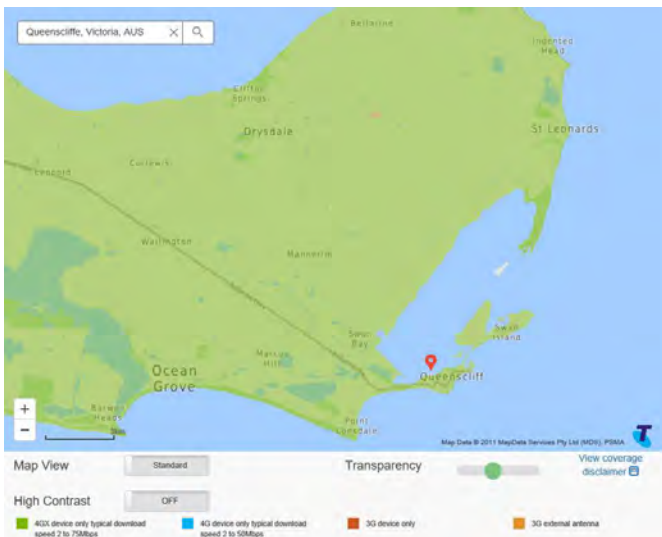 Queenscliffe, Victoria, AUS
Bellarine
Indented
Head
Clifton
Springs
Drysdale
St Leonards
Curlewis
Leopold
Wallington
Mannerim
Swan
Bay
Swan
Island
Marcus
Hill
Queenscliff
Ocean
Grove
Barwon
Heads
Point
Lonsdale
+
−
Map Data © 2011 MapData Services Pty Ltd (MDS), PSMA
T
Map View
Standard
Transparency
View coverage
disclaimer
High Contrast
OFF
4GX device only typical download
speed 2 to 75Mbps
4G device only typical download
speed 2 to 50Mbps
3G device only
3G external antenna